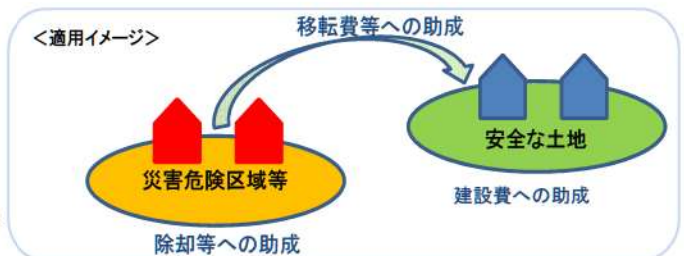 <適用イメージ>
移転費等への助成
災害危険区域等
安全な土地
建設費への助成
除却等への助成